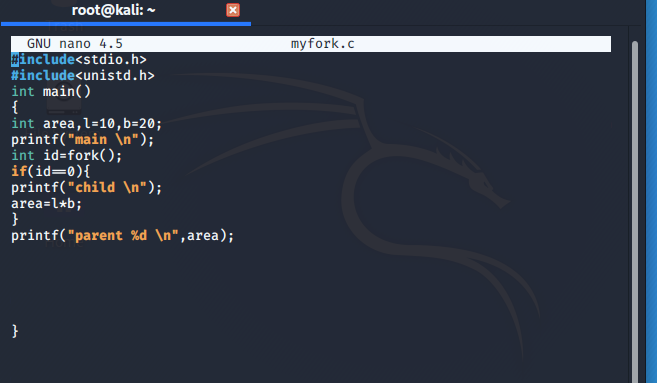 root@kali: ~
GNU nano 4.5 myfork.c
#include<stdio.h>
#include<unistd.h>
int main()
{
int area,l=10,b=20;
printf("main \n");
int id=fork();
if(id==0){
printf("child \n");
area=l*b;
}
printf("parent %d \n",area);
}